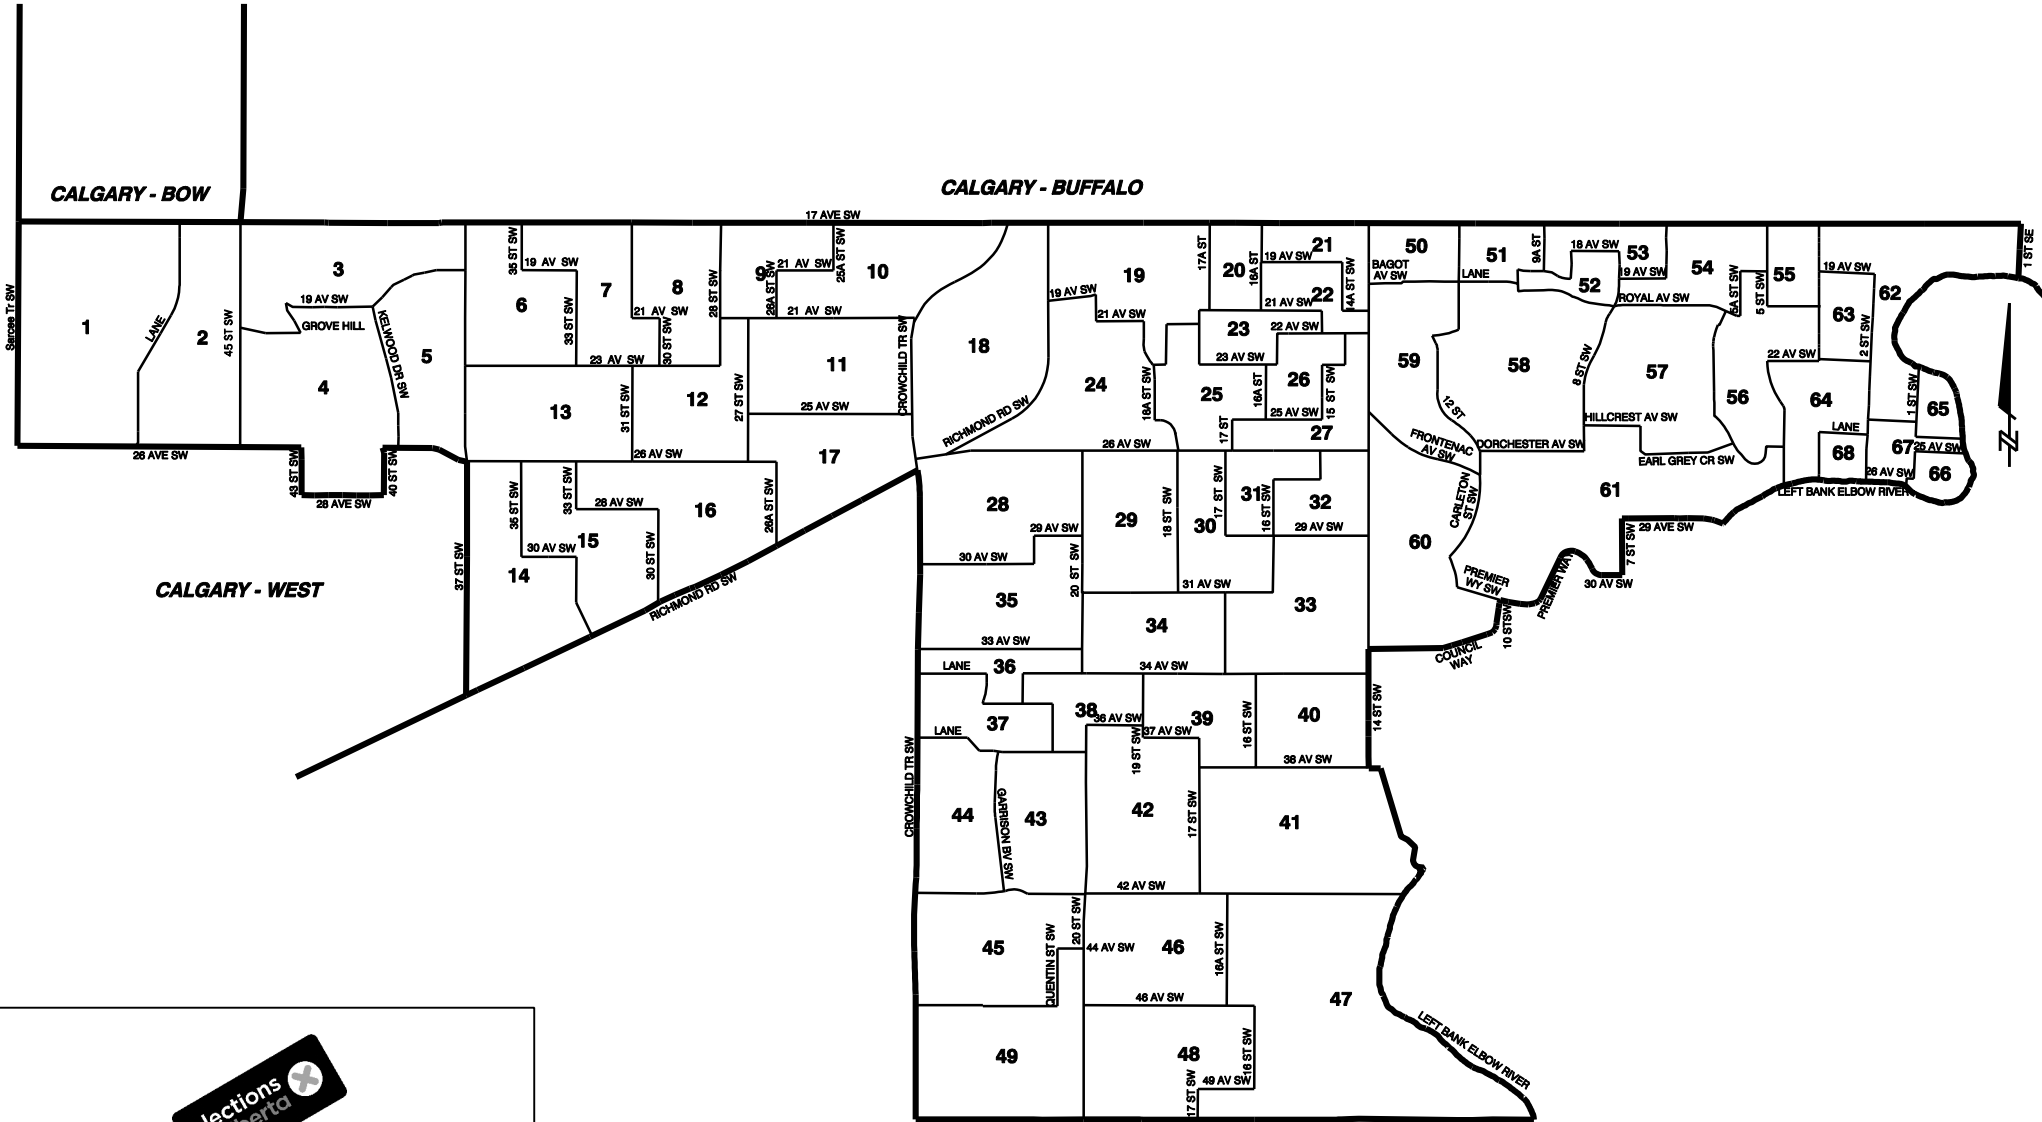 CALGARY - BOW
CALGARY - BUFFALO
17 AVE SW
1 ST SE
Sarcee Tr SW
1
LANE
2
45 ST SW
3
19 AV SW
GROVE HILL
4
KELWOOD DR SW
5
26 AVE SW
43 ST SW
28 AVE SW
40 ST SW
35 ST SW
19 AV SW
6
33 ST SW
7
8
21 AV SW
30 ST SW
28 ST SW
23 AV SW
9
26A ST SW
21 AV SW
25A ST SW
10
21 AV SW
11
25 AV SW
27 ST SW
12
13
31 ST SW
26 AV SW
CROWCHILD TR SW
17
35 ST SW
33 ST SW
28 AV SW
16
26A ST SW
15
30 AV SW
14
30 ST SW
37 ST SW
RICHMOND RD SW
CALGARY - WEST
18
RICHMOND RD SW
19
19 AV SW
21 AV SW
17A ST
20
16A ST
21
19 AV SW
22
14A ST SW
21 AV SW
22 AV SW
23
23 AV SW
24
18A ST SW
25
16A ST
26
15 ST SW
25 AV SW
17 ST
27
26 AV SW
28
29 AV SW
30 AV SW
20 ST SW
29
18 ST SW
30
17 ST SW
31
16 ST SW
32
29 AV SW
31 AV SW
33
34
35
33 AV SW
34 AV SW
LANE
36
37
LANE
38
36 AV SW
37 AV SW
39
19 ST SW
16 ST SW
40
38 AV SW
14 ST SW
CROWCHILD TR SW
44
GARRISON BV SW
43
42
17 ST SW
41
42 AV SW
45
QUENTIN ST SW
20 ST SW
44 AV SW
46
16A ST SW
46 AV SW
47
49
48
16 ST SW
49 AV SW
17 ST SW
LEFT BANK ELBOW RIVER
50
BAGOT
AV SW
LANE
51
9A ST
18 AV SW
52
53
19 AV SW
ROYAL AV SW
54
5A ST SW
5 ST SW
55
19 AV SW
62
63
2 ST SW
22 AV SW
59
12 ST
58
8 ST SW
57
56
64
1 ST SW
65
HILLCREST AV SW
LANE
FRONTENAC
AV SW
DORCHESTER AV SW
EARL GREY CR SW
68
67
25 AV SW
26 AV SW
66
LEFT BANK ELBOW RIVER
61
CARLETON
ST SW
60
29 AVE SW
7 ST SW
30 AV SW
PREMIER WAY
PREMIER
WY SW
10 ST SW
COUNCIL
WAY
N
lections
berta